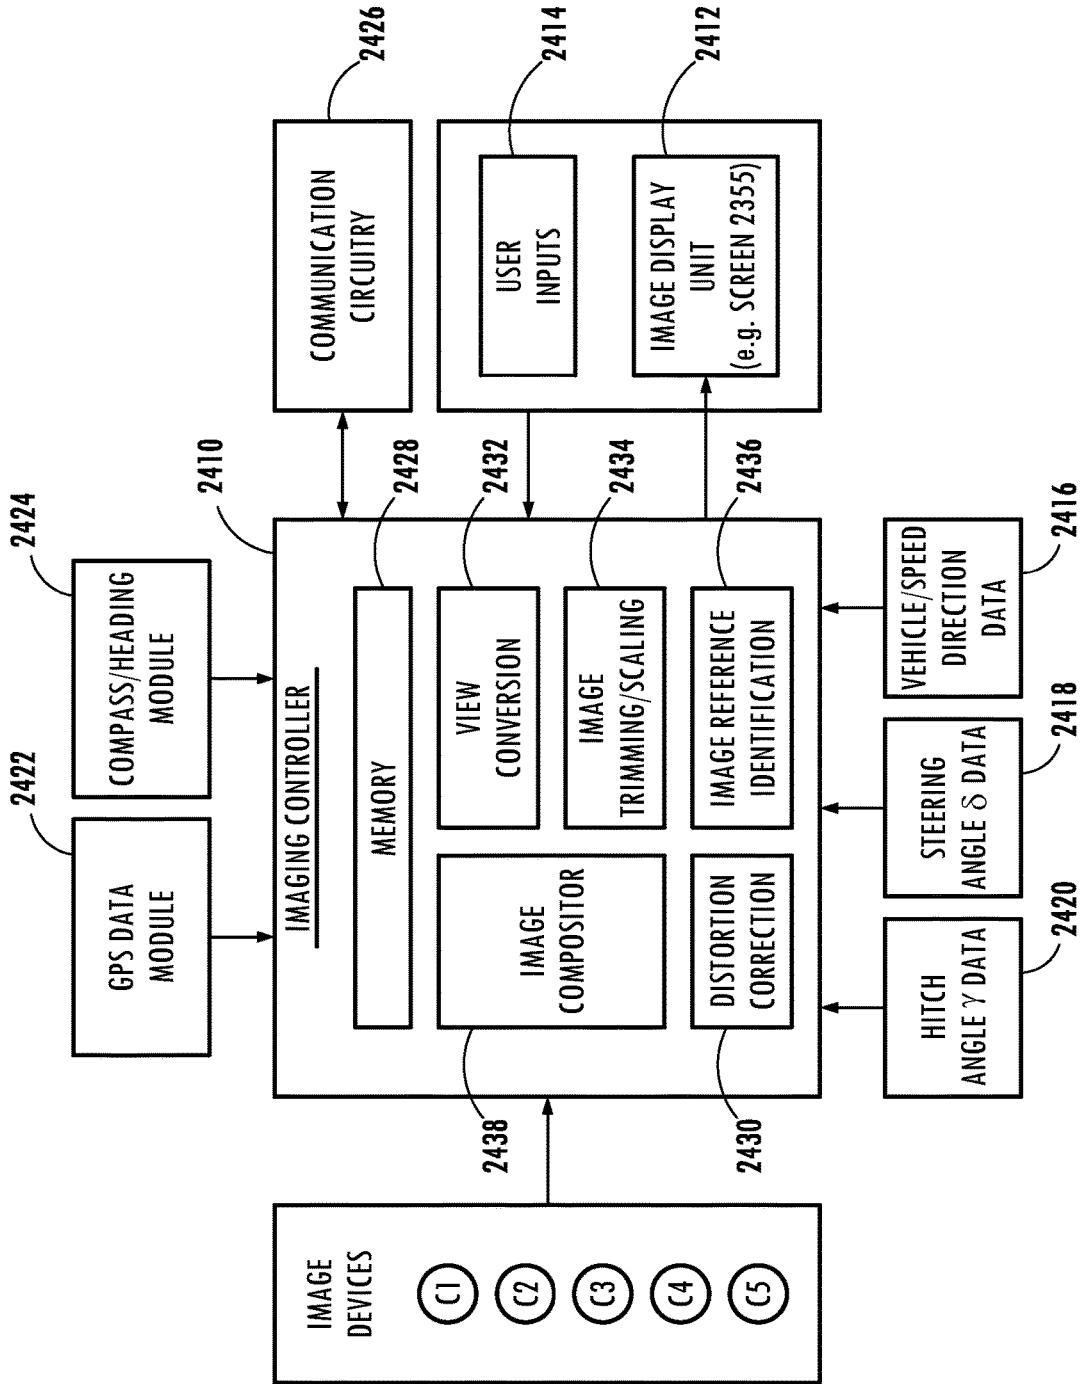 2422
GPS DATA
MODULE
2424
COMPASS/HEADING
MODULE
2410
2426
COMMUNICATION
CIRCUITRY
IMAGE
DEVICES
C1
C2
C3
C4
C5
IMAGING CONTROLLER
MEMORY
2428
2438
IMAGE
COMPOSITOR
VIEW
CONVERSION
2432
IMAGE
TRIMMING/SCALING
2434
2430
DISTORTION
CORRECTION
IMAGE REFERENCE
IDENTIFICATION
2436
USER
INPUTS
2414
IMAGE DISPLAY
UNIT
(e.g. SCREEN 2355)
2412
HITCH
ANGLE γ DATA
2420
STEERING
ANGLE δ DATA
2418
VEHICLE/SPEED
DIRECTION
DATA
2416